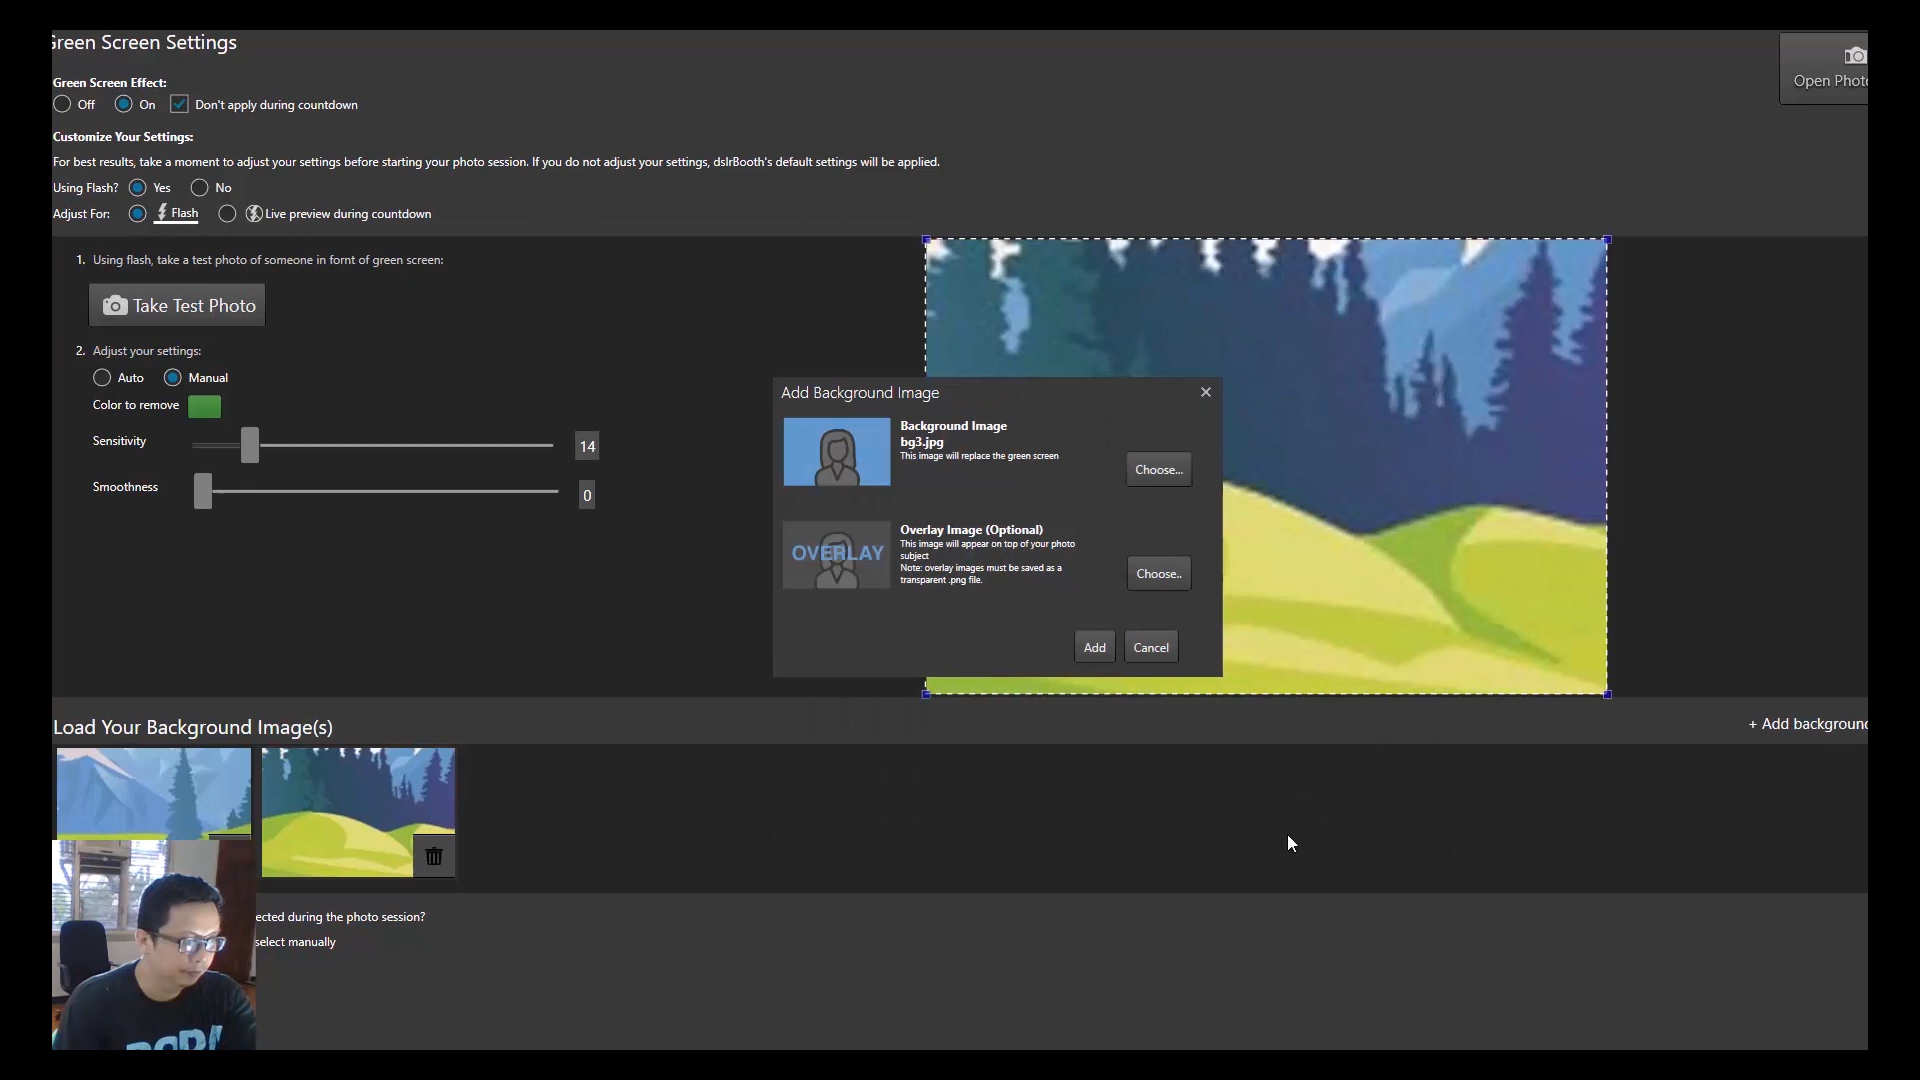 Green Screen Settings
Open Photo
Green Screen Effect:
Off On Don't apply during countdown
Customize Your Settings:
For best results, take a moment to adjust your settings before starting your photo session. If you do not adjust your settings, dslrBooth's default settings will be applied.
Using Flash? Yes No
Adjust For: Flash Live preview during countdown
1. Using flash, take a test photo of someone in fornt of green screen:
Take Test Photo
2. Adjust your settings:
Auto Manual
Color to remove
Sensitivity 14
Smoothness 0
Add Background Image
Background Image
bg3.jpg
This image will replace the green screen
Choose...
OVERLAY
Overlay Image (Optional)
This image will appear on top of your photo
subject
Note: overlay images must be saved as a
transparent .png file.
Choose..
Add Cancel
Load Your Background Image(s)
+ Add background
ected during the photo session?
select manually